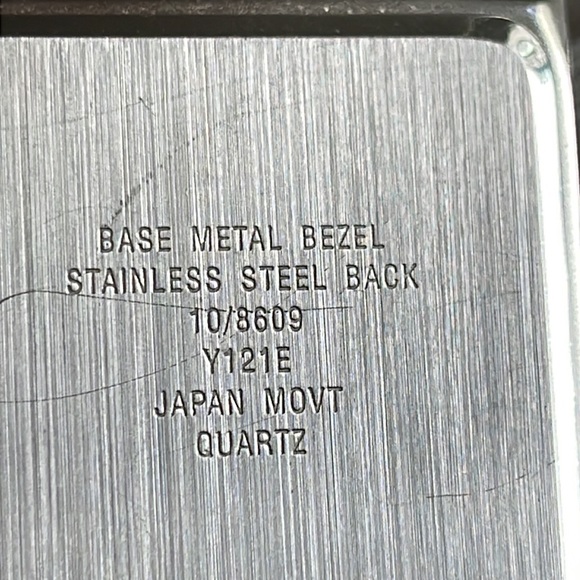 BASE METAL BEZEL
STAINLESS STEEL BACK
10/8609
Y121E
JAPAN MOVT
QUARTZ